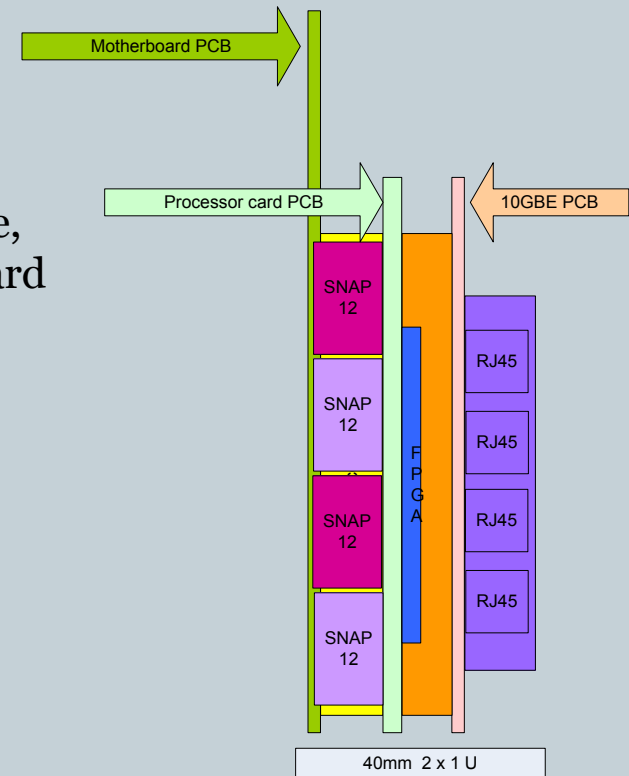 Motherboard PCB
Processor card PCB
10GBE PCB
e,
ard
SNAP
12
SNAP
12
SNAP
12
SNAP
12
F
P
G
A
RJ45
RJ45
RJ45
RJ45
40mm 2 x 1 U